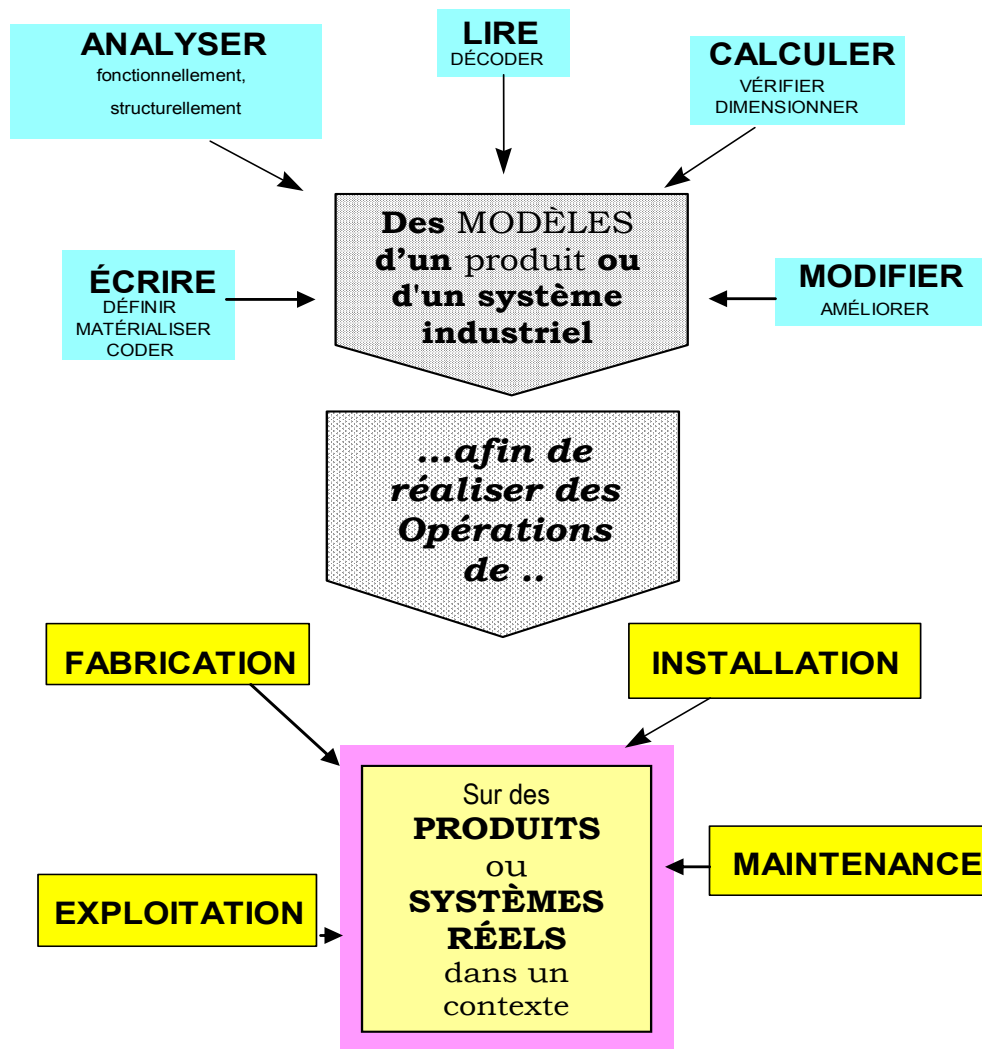 ANALYSER
fonctionnellement,
structurellement
LIRE
DÉCODER
CALCULER
VÉRIFIER
DIMENSIONNER
Des MODÈLES
d’un produit ou
d'un système
industriel
ÉCRIRE
DÉFINIR
MATÉRIALISER
CODER
MODIFIER
AMÉLIORER
...afin de
réaliser des
Opérations
de ..
FABRICATION
INSTALLATION
Sur des
PRODUITS
ou
SYSTÈMES
RÉELS
dans un
contexte
MAINTENANCE
EXPLOITATION